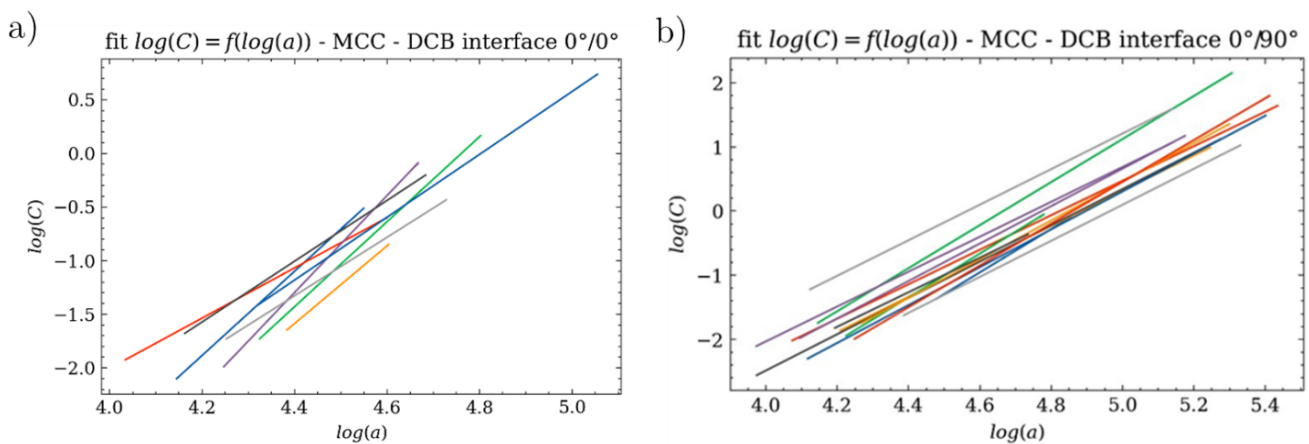 a)
fit log(C) = f(log(a)) - MCC - DCB interface 0°/0°
log(C)
0.5
0.0
−0.5
−1.0
−1.5
−2.0
4.0 4.2 4.4 4.6 4.8 5.0
log(a)
b)
fit log(C) = f(log(a)) - MCC - DCB interface 0°/90°
log(C)
2
1
0
−1
−2
4.0 4.2 4.4 4.6 4.8 5.0 5.2 5.4
log(a)